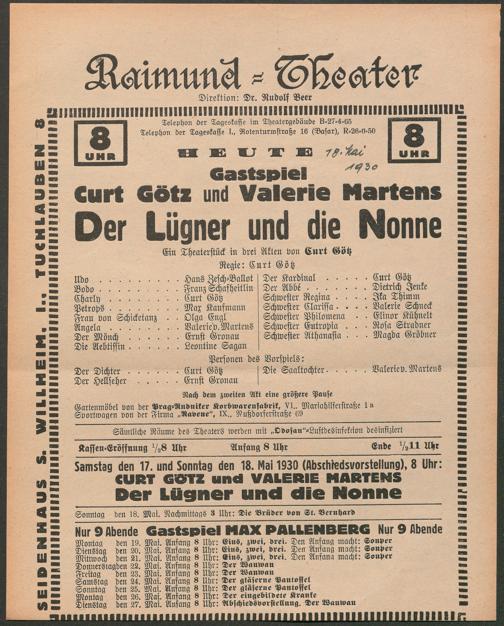 Raimund-Theater
Direktion: Dr. Rudolf Beer
8 UHR
Telephon der Tageskasse im Theatergebäude B-27-4-65
Telephon der Tageskasse I., Rotenturmstraße 16 (Basar), R-26-0-50
8 UHR
HEUTE 18. Mai 1930
Gastspiel
Curt Götz und Valerie Martens
Der Lügner und die Nonne
Ein Theaterstück in drei Akten von Curt Götz
Regie: Curt Götz
Udo . . . Hans Zesch-Ballot
Bodo . . . Franz Schafheitlin
Charly . . . Curt Götz
Petrops . . . Max Kaufmann
Frau von Schicketanz . . Olga Engl
Angela . . . Valerie v. Martens
Der Mönch . . . Ernst Gronau
Die Aebtissin . . . Leontine Sagan
Der Kardinal . . . Curt Götz
Der Abbé . . . Dietrich Jenke
Schwester Regina . . . Ika Thimm
Schwester Clarissa . . . Valerie Schneck
Schwester Philomena . . Elinor Kühnelt
Schwester Eutropia . . . Rosa Stradner
Schwester Athanasia . . . Magda Gröbner
Personen des Vorspiels:
Der Dichter . . . Curt Götz
Der Hellseher . . . Ernst Gronau
Die Saaltochter . . . Valerie v. Martens
Nach dem zweiten Akt eine größere Pause
Gartenmöbel von der Prag-Rudniker Korbwarenfabrik, VI., Mariahilferstraße 1a
Sportwagen von der Firma „Ravene", IX., Nußdorferstraße
Sämtliche Räume des Theaters werden mit „Ovosan"-Luftdesinfektion desinfiziert
Kassen-Eröffnung ½8 Uhr Anfang 8 Uhr Ende ½11 Uhr
Samstag den 17. und Sonntag den 18. Mai 1930 (Abschiedsvorstellung), 8 Uhr:
CURT GÖTZ und VALERIE MARTENS
Der Lügner und die Nonne
Sonntag den 18. Mai, Nachmittags 3 Uhr: Die Brüder von St. Bernhard
Nur 9 Abende Gastspiel MAX PALLENBERG Nur 9 Abende
Montag den 19. Mai, Anfang 8 Uhr: Eins, zwei, drei. Den Anfang macht: Souper
Dienstag den 20. Mai, Anfang 8 Uhr: Eins, zwei, drei. Den Anfang macht: Souper
Mittwoch den 21. Mai, Anfang 8 Uhr: Eins, zwei, drei. Den Anfang macht: Souper
Donnerstag den 22. Mai, Anfang 8 Uhr: Der Wauwau
Freitag den 23. Mai, Anfang 8 Uhr: Der Wauwau
Samstag den 24. Mai, Anfang 8 Uhr: Der gläserne Pantoffel
Sonntag den 25. Mai, Anfang 8 Uhr: Der gläserne Pantoffel
Montag den 26. Mai, Anfang 8 Uhr: Der eingebildete Kranke
Dienstag den 27. Mai, Anfang 8 Uhr: Abschiedsvorstellung. Der Wauwau
SEIDENHAUS S. WILLHEIM, I., TUCHLAUBEN 8